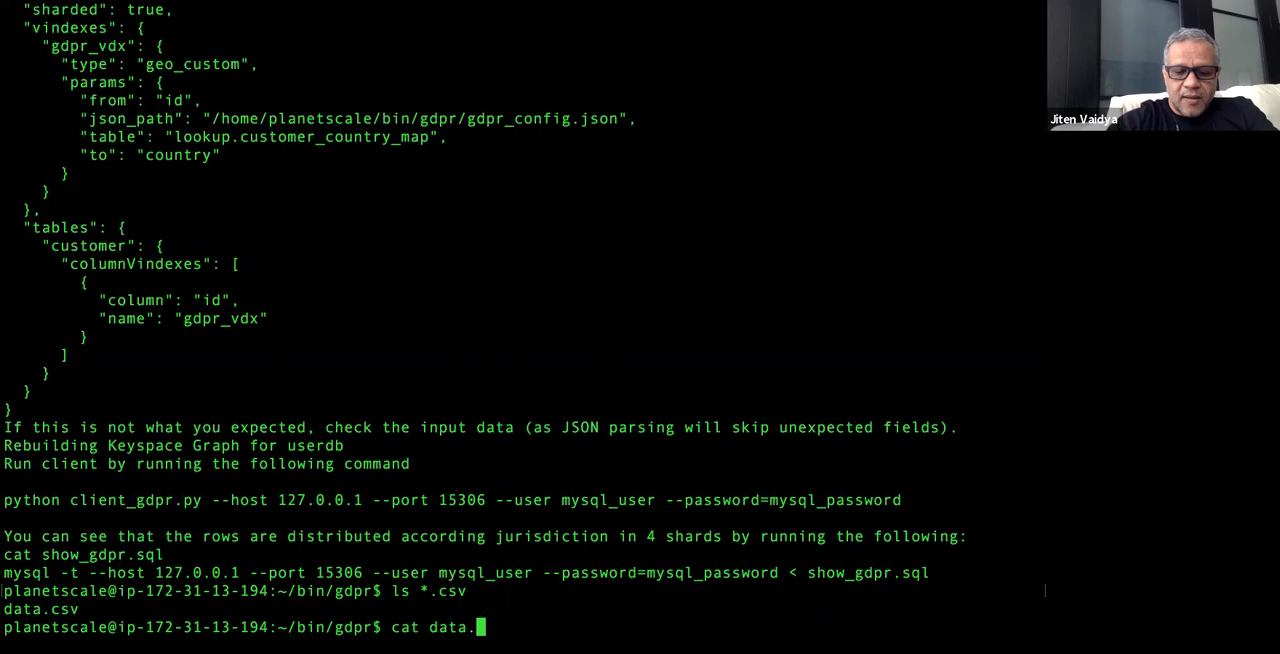 "sharded": true,
"vindexes": {
"gdpr_vdx": {
"type": "geo_custom",
"params": {
"from": "id",
"json_path": "/home/planetscale/bin/gdpr/gdpr_config.json",
"table": "lookup.customer_country_map",
"to": "country"
}
}
},
"tables": {
"customer": {
"columnVindexes": [
{
"column": "id",
"name": "gdpr_vdx"
}
]
}
}
}
If this is not what you expected, check the input data (as JSON parsing will skip unexpected fields).
Rebuilding Keyspace Graph for userdb
Run client by running the following command
python client_gdpr.py --host 127.0.0.1 --port 15306 --user mysql_user --password=mysql_password
You can see that the rows are distributed according jurisdiction in 4 shards by running the following:
cat show_gdpr.sql
mysql -t --host 127.0.0.1 --port 15306 --user mysql_user --password=mysql_password < show_gdpr.sql
planetscale@ip-172-31-13-194:~/bin/gdpr$ ls *.csv
data.csv
planetscale@ip-172-31-13-194:~/bin/gdpr$ cat data.
Jiten Vaidya